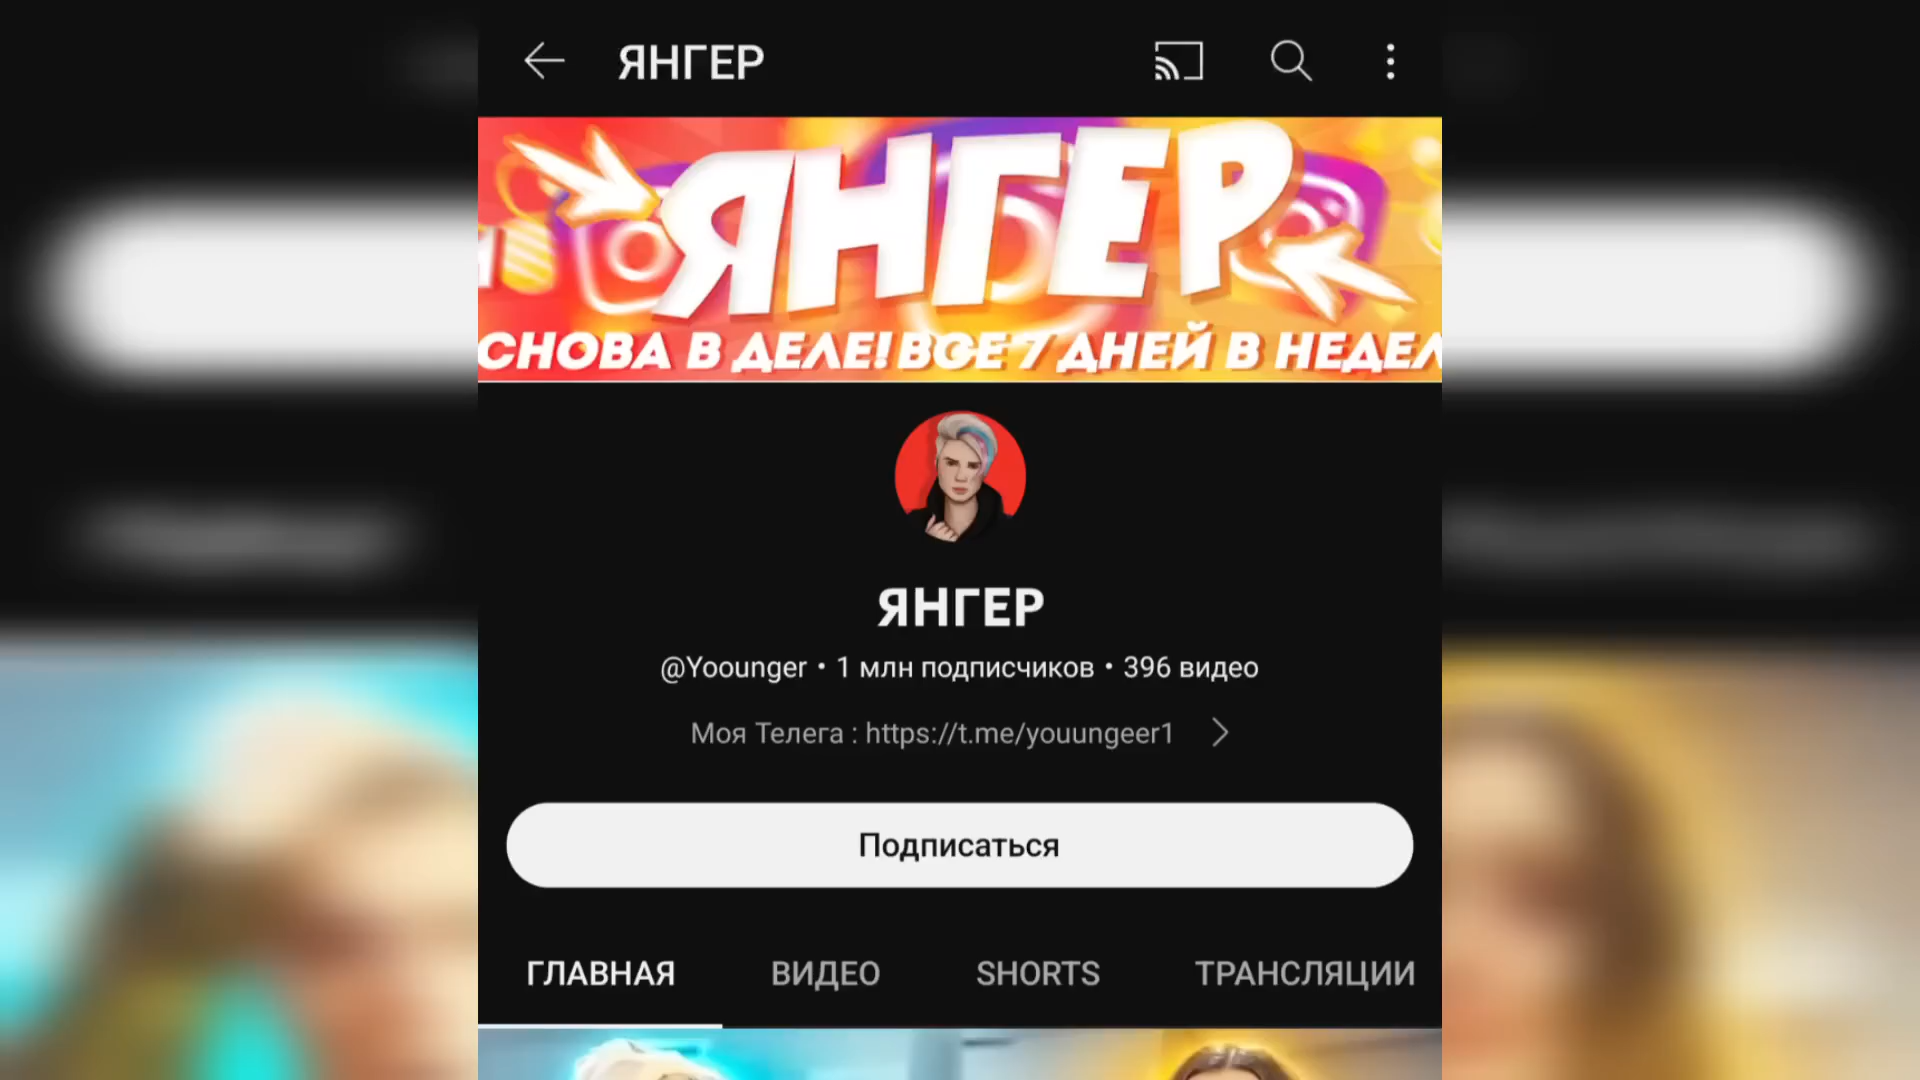 ЯНГЕР
ЯНГЕР
СНОВА В ДЕЛЕ! ВСЕ 7 ДНЕЙ В НЕДЕЛ
ЯНГЕР
@Yoounger • 1 млн подписчиков • 396 видео
Моя Телега : https://t.me/youungeer1
Подписаться
ГЛАВНАЯ ВИДЕО SHORTS ТРАНСЛЯЦИИ